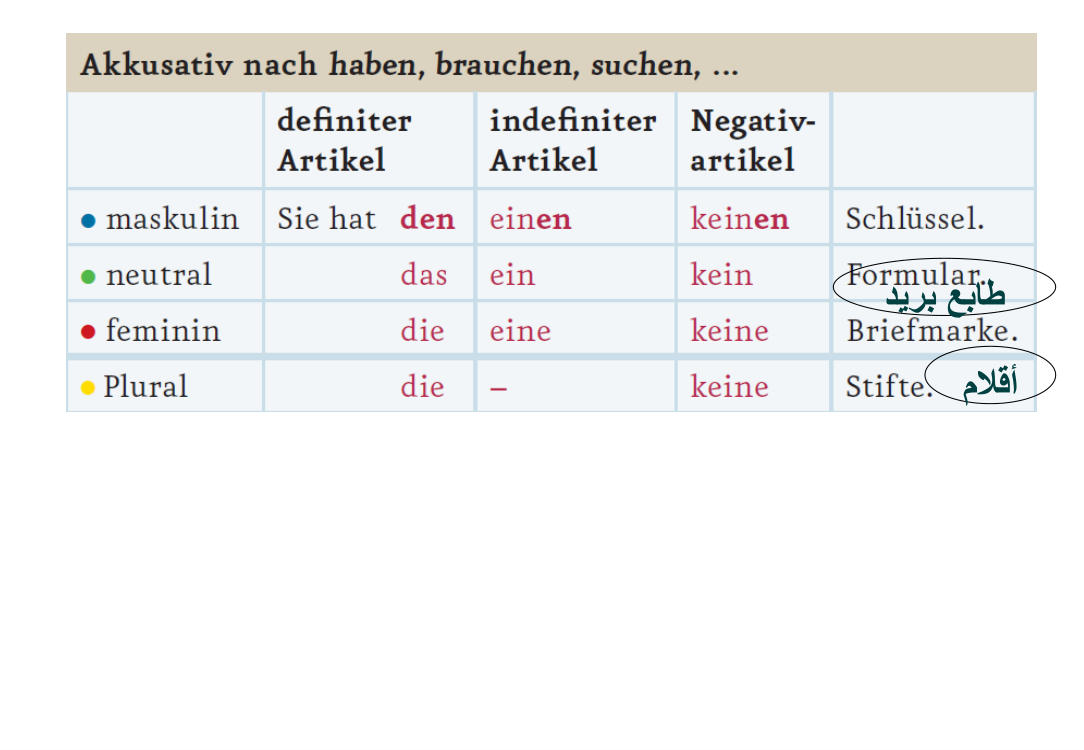 Akkusativ nach haben, brauchen, suchen, ...
definiter Artikel indefiniter Artikel Negativ-artikel
maskulin Sie hat den einen keinen Schlüssel.
neutral das ein kein Formular.
طابع بريد
feminin die eine keine Briefmarke.
Plural die – keine Stifte.
أقلام